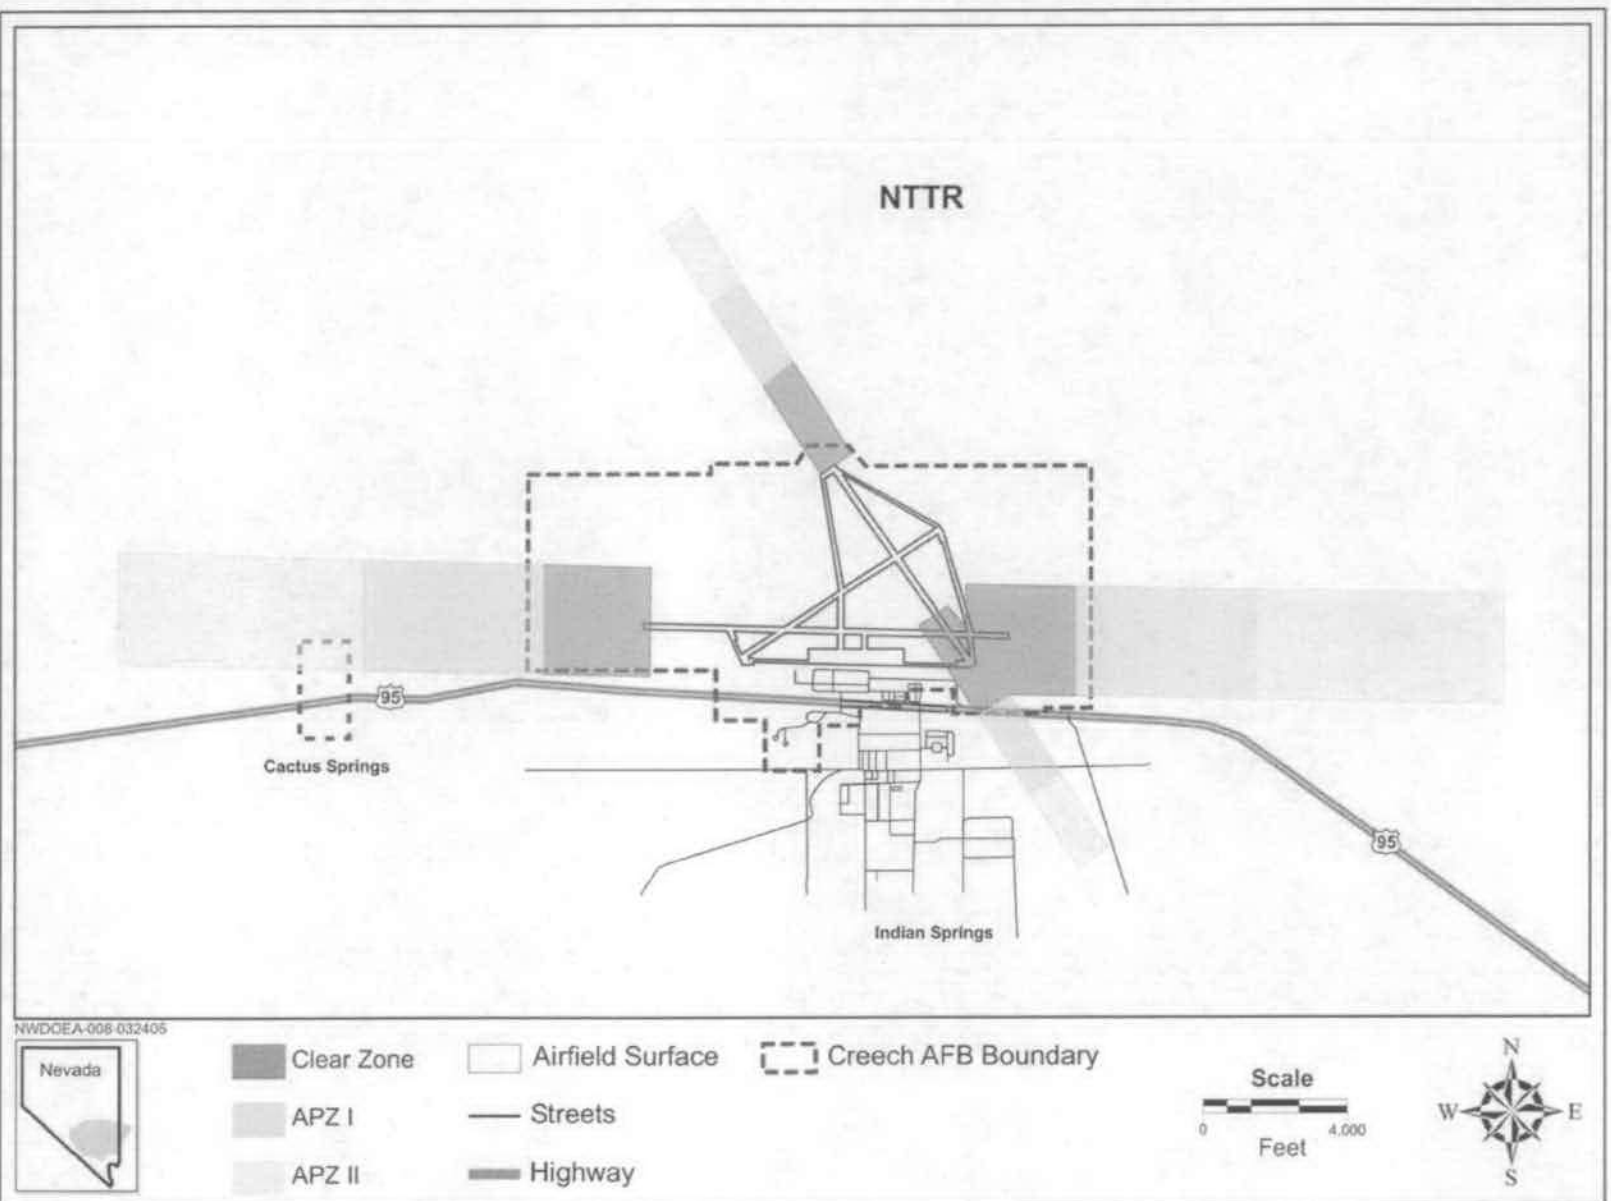 NTTR
95
Cactus Springs
95
Indian Springs
NWDOEA-008-032405
Nevada
Clear Zone
APZ I
APZ II
Airfield Surface
Streets
Highway
Creech AFB Boundary
Scale
0 4,000
Feet
N
W E
S